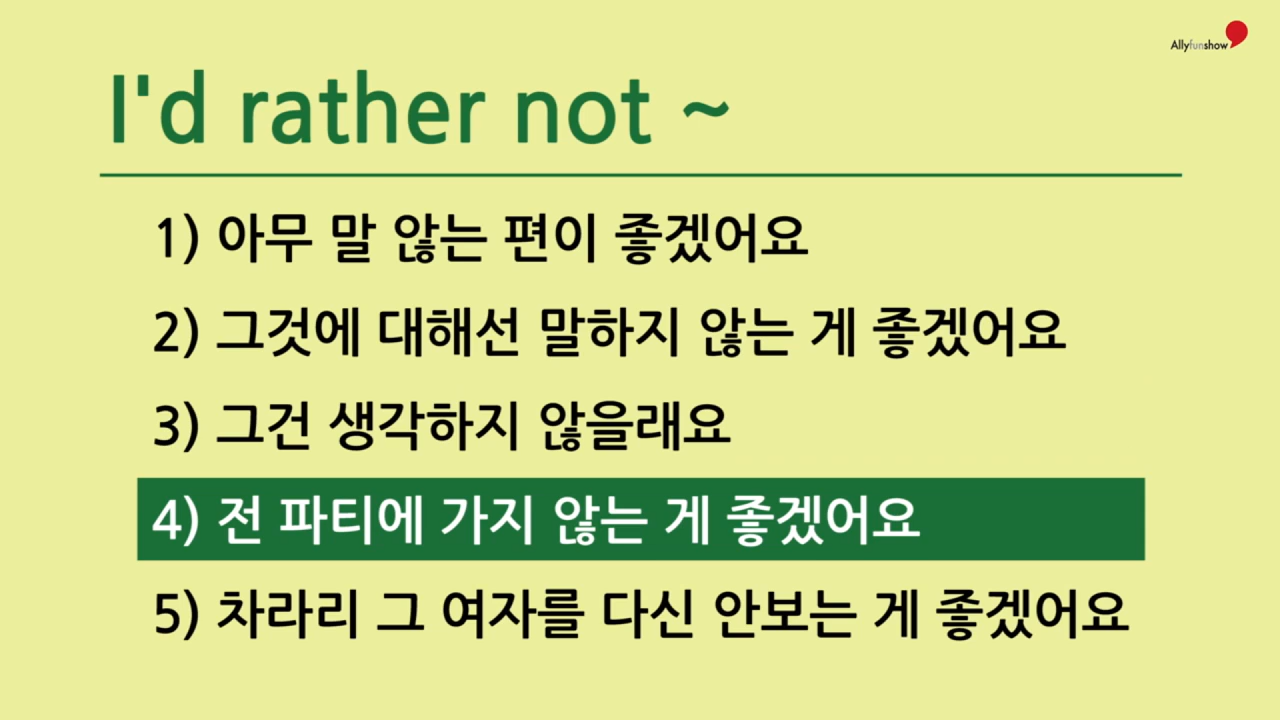 Allyfunshow
I'd rather not ~
1) 아무 말 않는 편이 좋겠어요
2) 그것에 대해선 말하지 않는 게 좋겠어요
3) 그건 생각하지 않을래요
4) 전 파티에 가지 않는 게 좋겠어요
5) 차라리 그 여자를 다신 안보는 게 좋겠어요